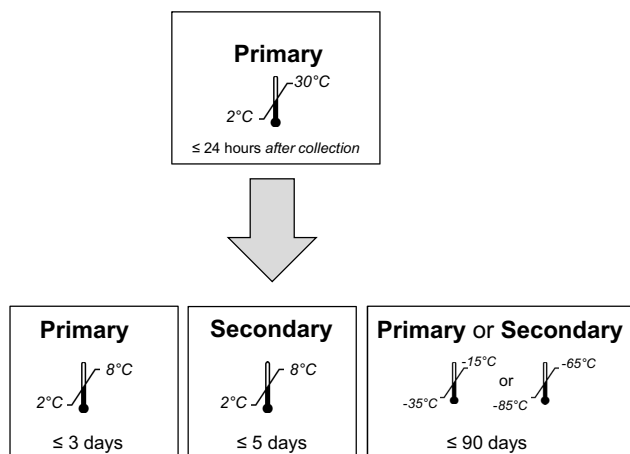 Primary
30°C
2°C
≤ 24 hours after collection
Primary
8°C
2°C
≤ 3 days
Secondary
8°C
2°C
≤ 5 days
Primary or Secondary
-15°C
-35°C
or
-65°C
-85°C
≤ 90 days